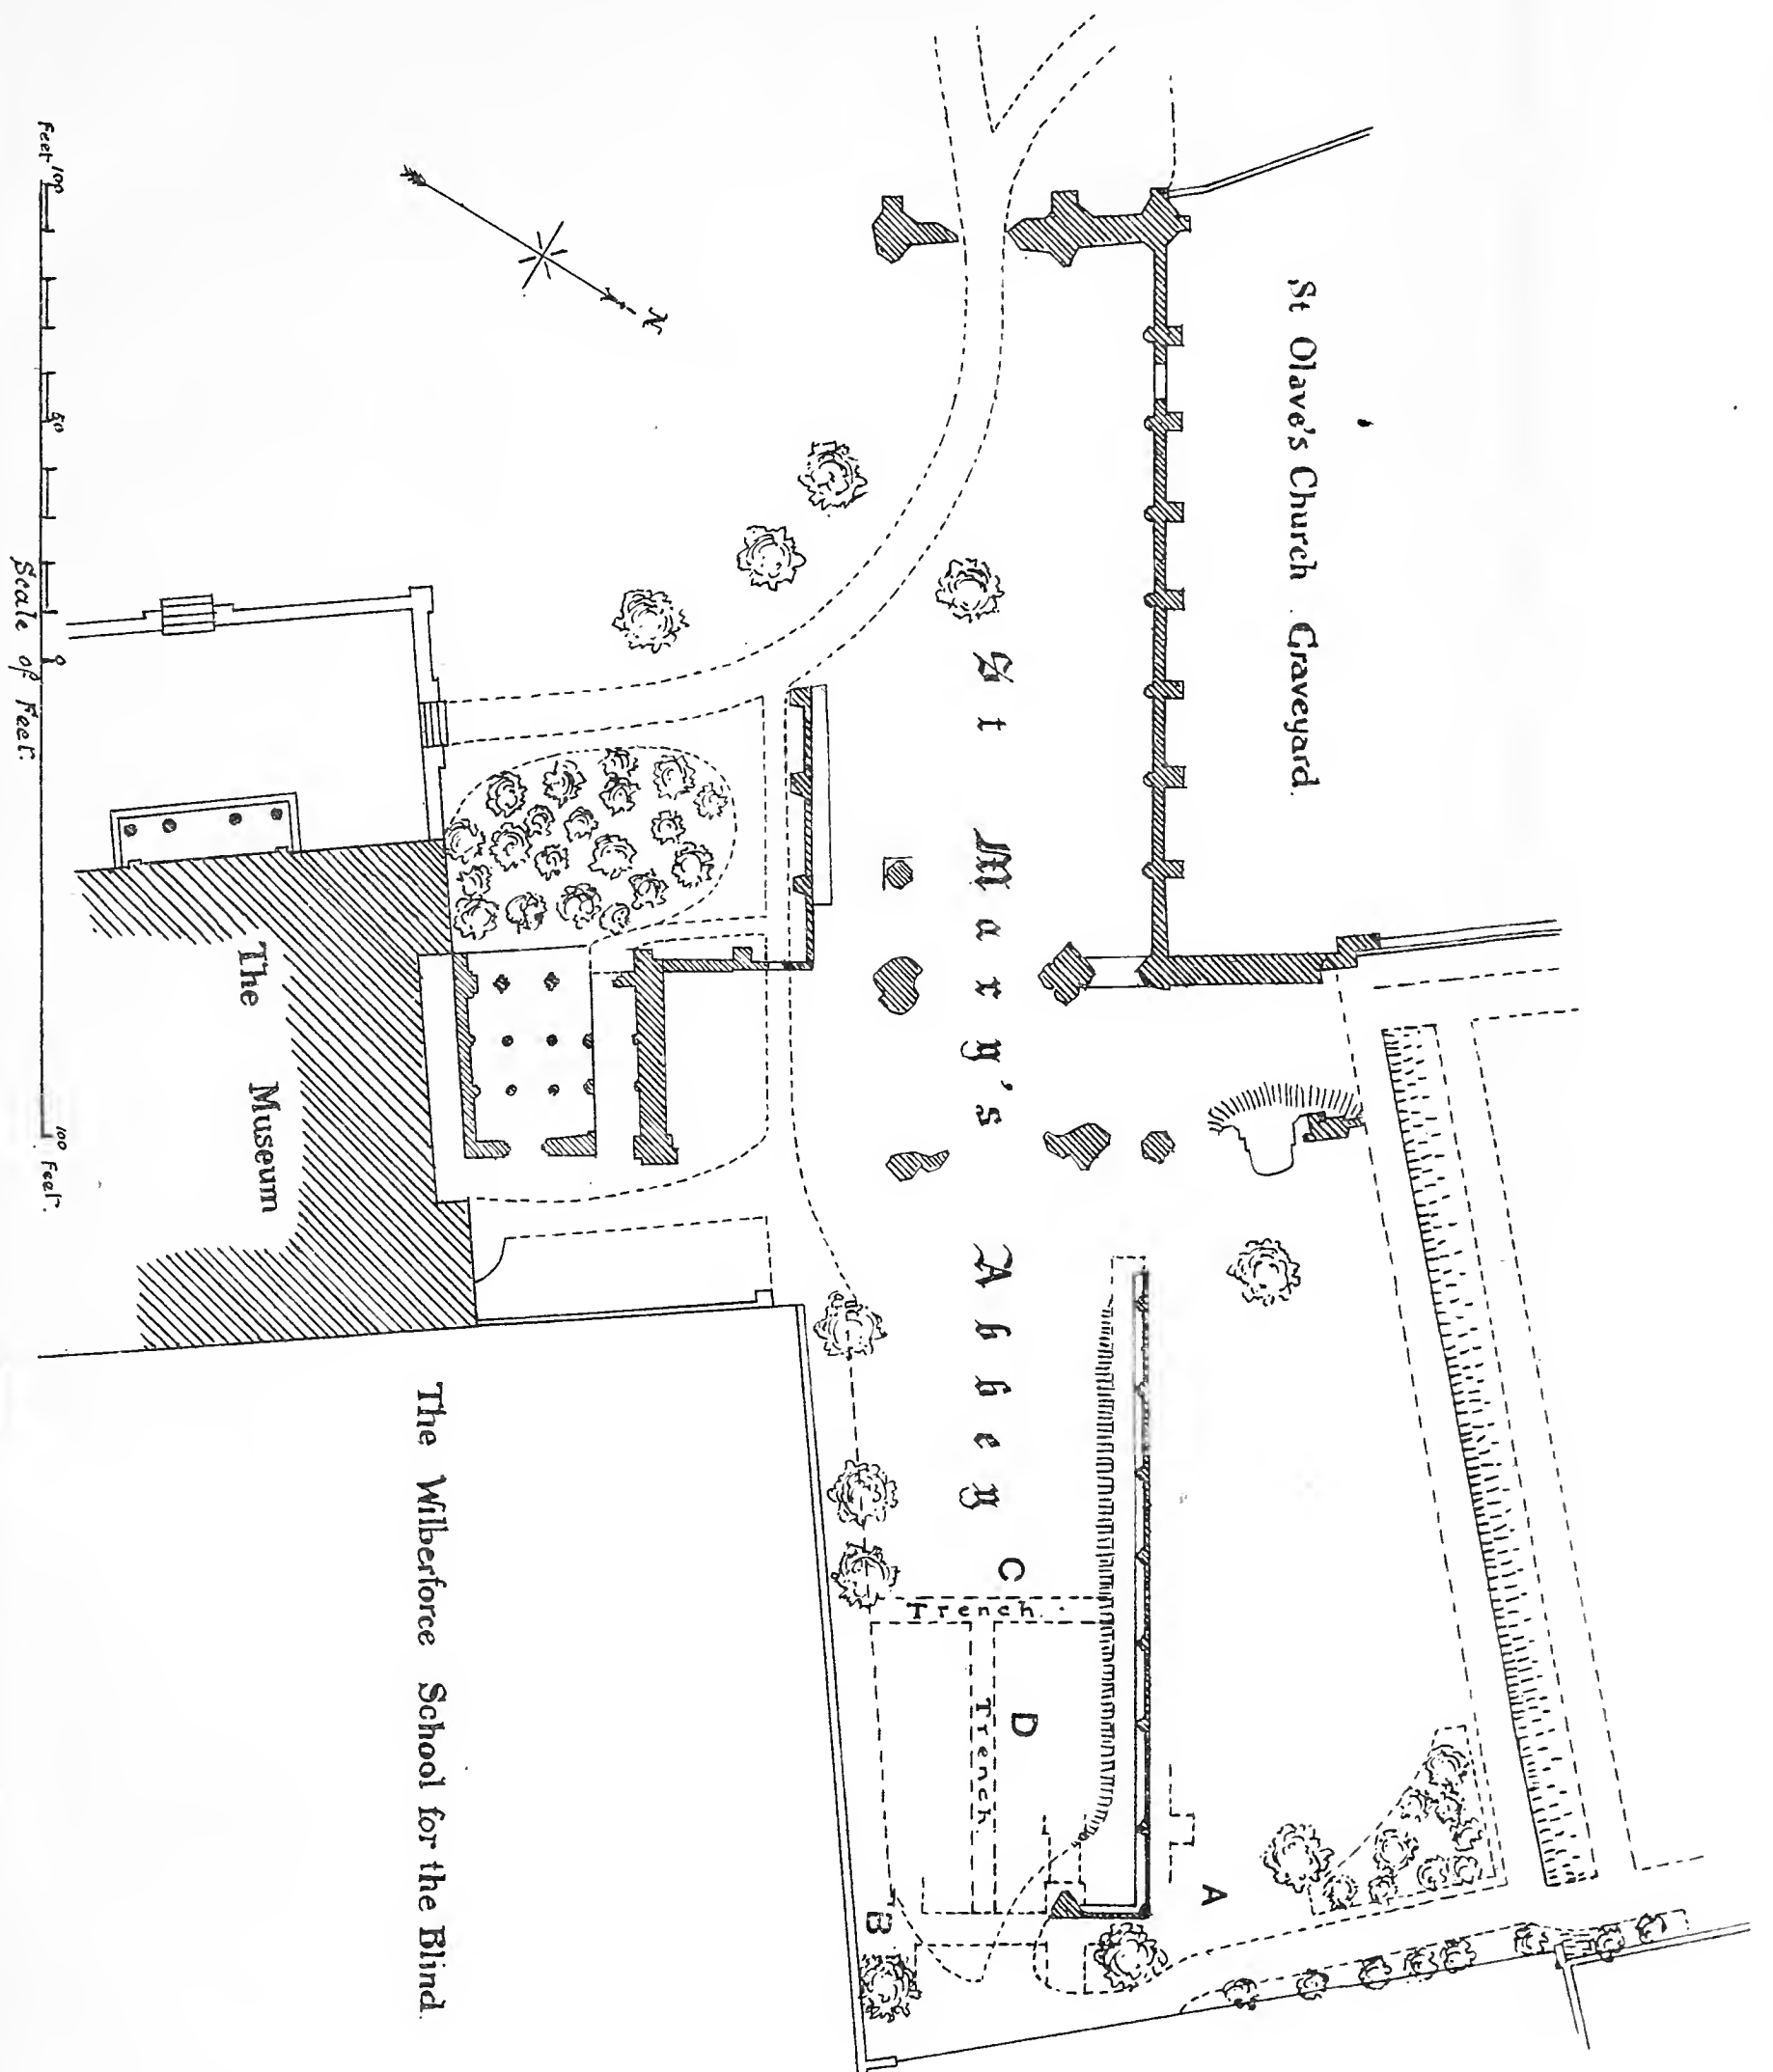 St Olave's Church Graveyard.
N
St Mary's Abbey
The Museum
The Wilberforce School for the Blind.
A
B
C
D
Trench.
Trench.
Feet 100
50
0
100 Feet.
Scale of Feet.